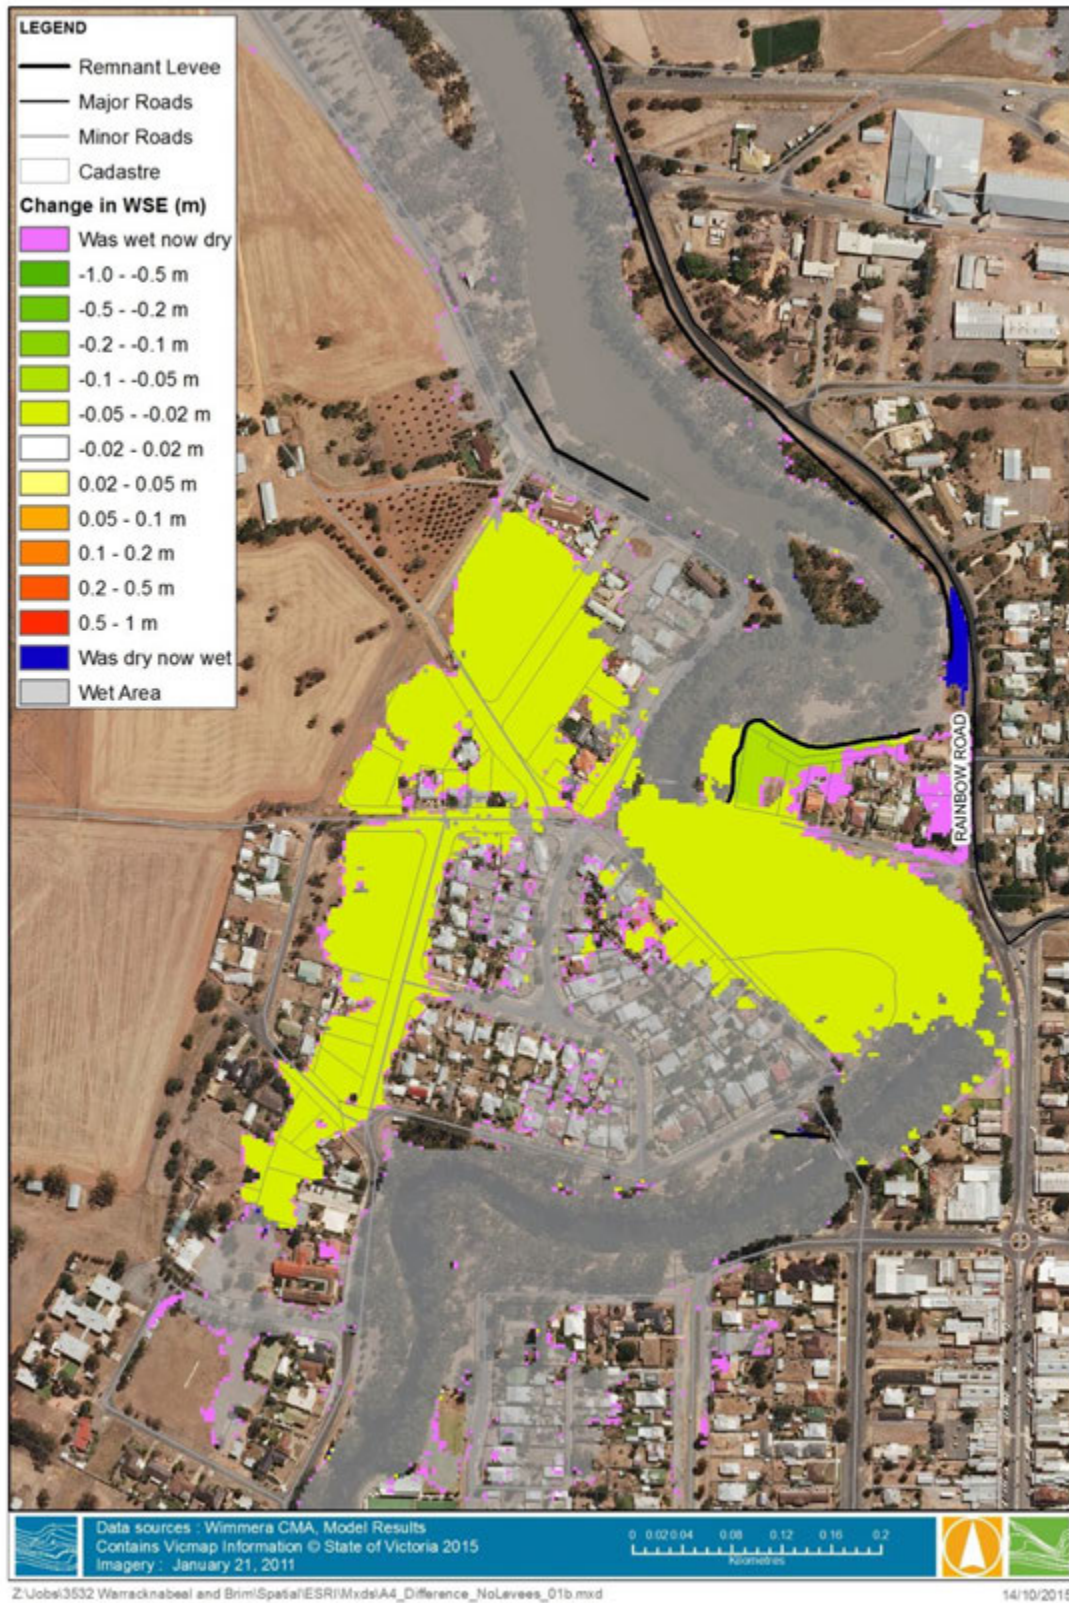 LEGEND
Remnant Levee
Major Roads
Minor Roads
Cadastre
Change in WSE (m)
Was wet now dry
-1.0 - -0.5 m
-0.5 - -0.2 m
-0.2 - -0.1 m
-0.1 - -0.05 m
-0.05 - -0.02 m
-0.02 - 0.02 m
0.02 - 0.05 m
0.05 - 0.1 m
0.1 - 0.2 m
0.2 - 0.5 m
0.5 - 1 m
Was dry now wet
Wet Area
RAINBOW ROAD
Data sources : Wimmera CMA, Model Results
Contains Vicmap Information © State of Victoria 2015
Imagery : January 21, 2011
0 0.02 0.04 0.08 0.12 0.16 0.2
Kilometres
Z:\Jobs\3532 Warracknabeal and Brim\Spatial\ESRI\Mxds\A4_Difference_NoLevees_01b.mxd
14/10/2015